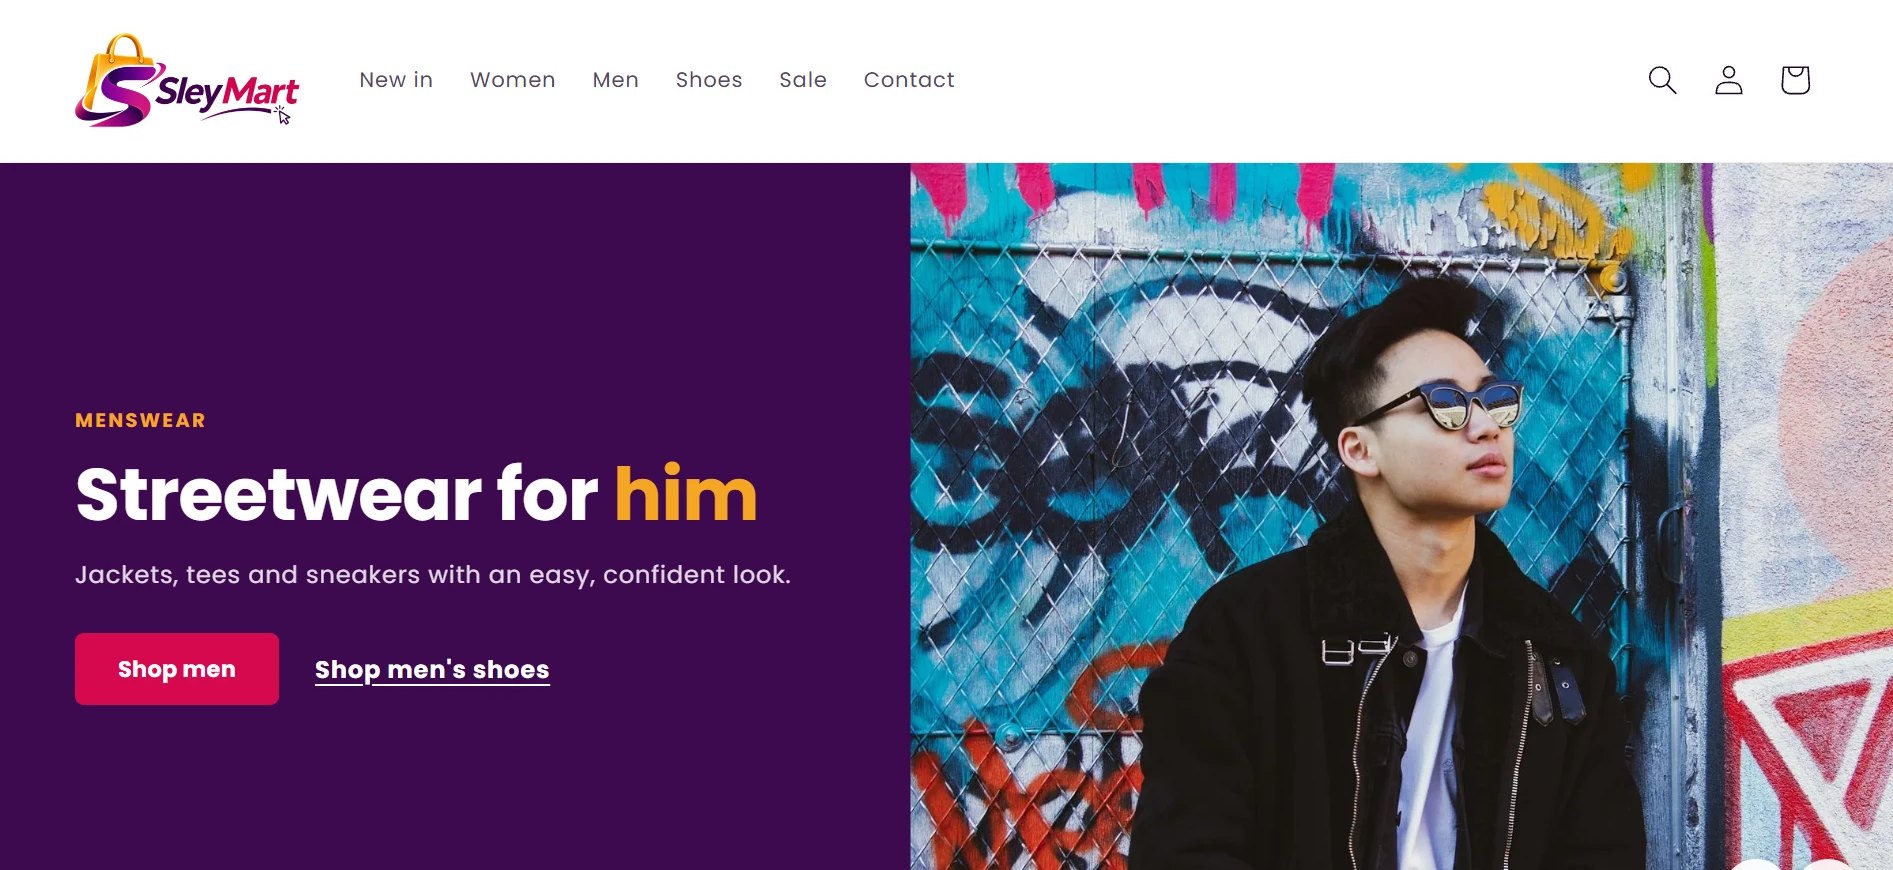 SleyMart
New in
Women
Men
Shoes
Sale
Contact
MENSWEAR
Streetwear for him
Jackets, tees and sneakers with an easy, confident look.
Shop men
Shop men's shoes